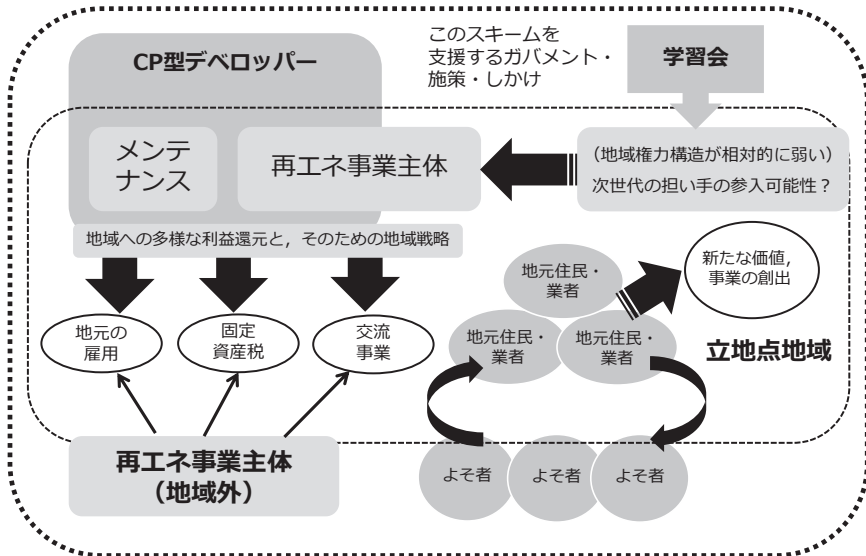 CP型デベロッパー
このスキームを
支援するガバメント・
施策・しかけ
学習会
メンテ
ナンス
再エネ事業主体
(地域権力構造が相対的に弱い)
次世代の担い手の参入可能性？
地域への多様な利益還元と，そのための地域戦略
地元の
雇用
固定
資産税
交流
事業
地元住民・
業者
地元住民・
業者
地元住民・
業者
新たな価値，
事業の創出
立地点地域
再エネ事業主体
（地域外）
よそ者
よそ者
よそ者